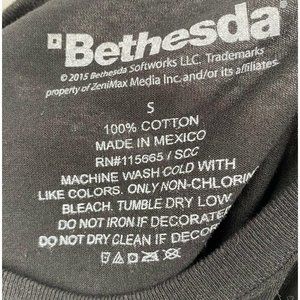 Bethesda
© 2015 Bethesda Softworks LLC. Trademarks
property of ZeniMax Media Inc. and/or its affiliates.
S
100% COTTON
MADE IN MEXICO
RN#115665 / SCC
MACHINE WASH COLD WITH
LIKE COLORS. ONLY NON-CHLORIN
BLEACH. TUMBLE DRY LOW.
DO NOT IRON IF DECORATE
DO NOT DRY CLEAN IF DECOR